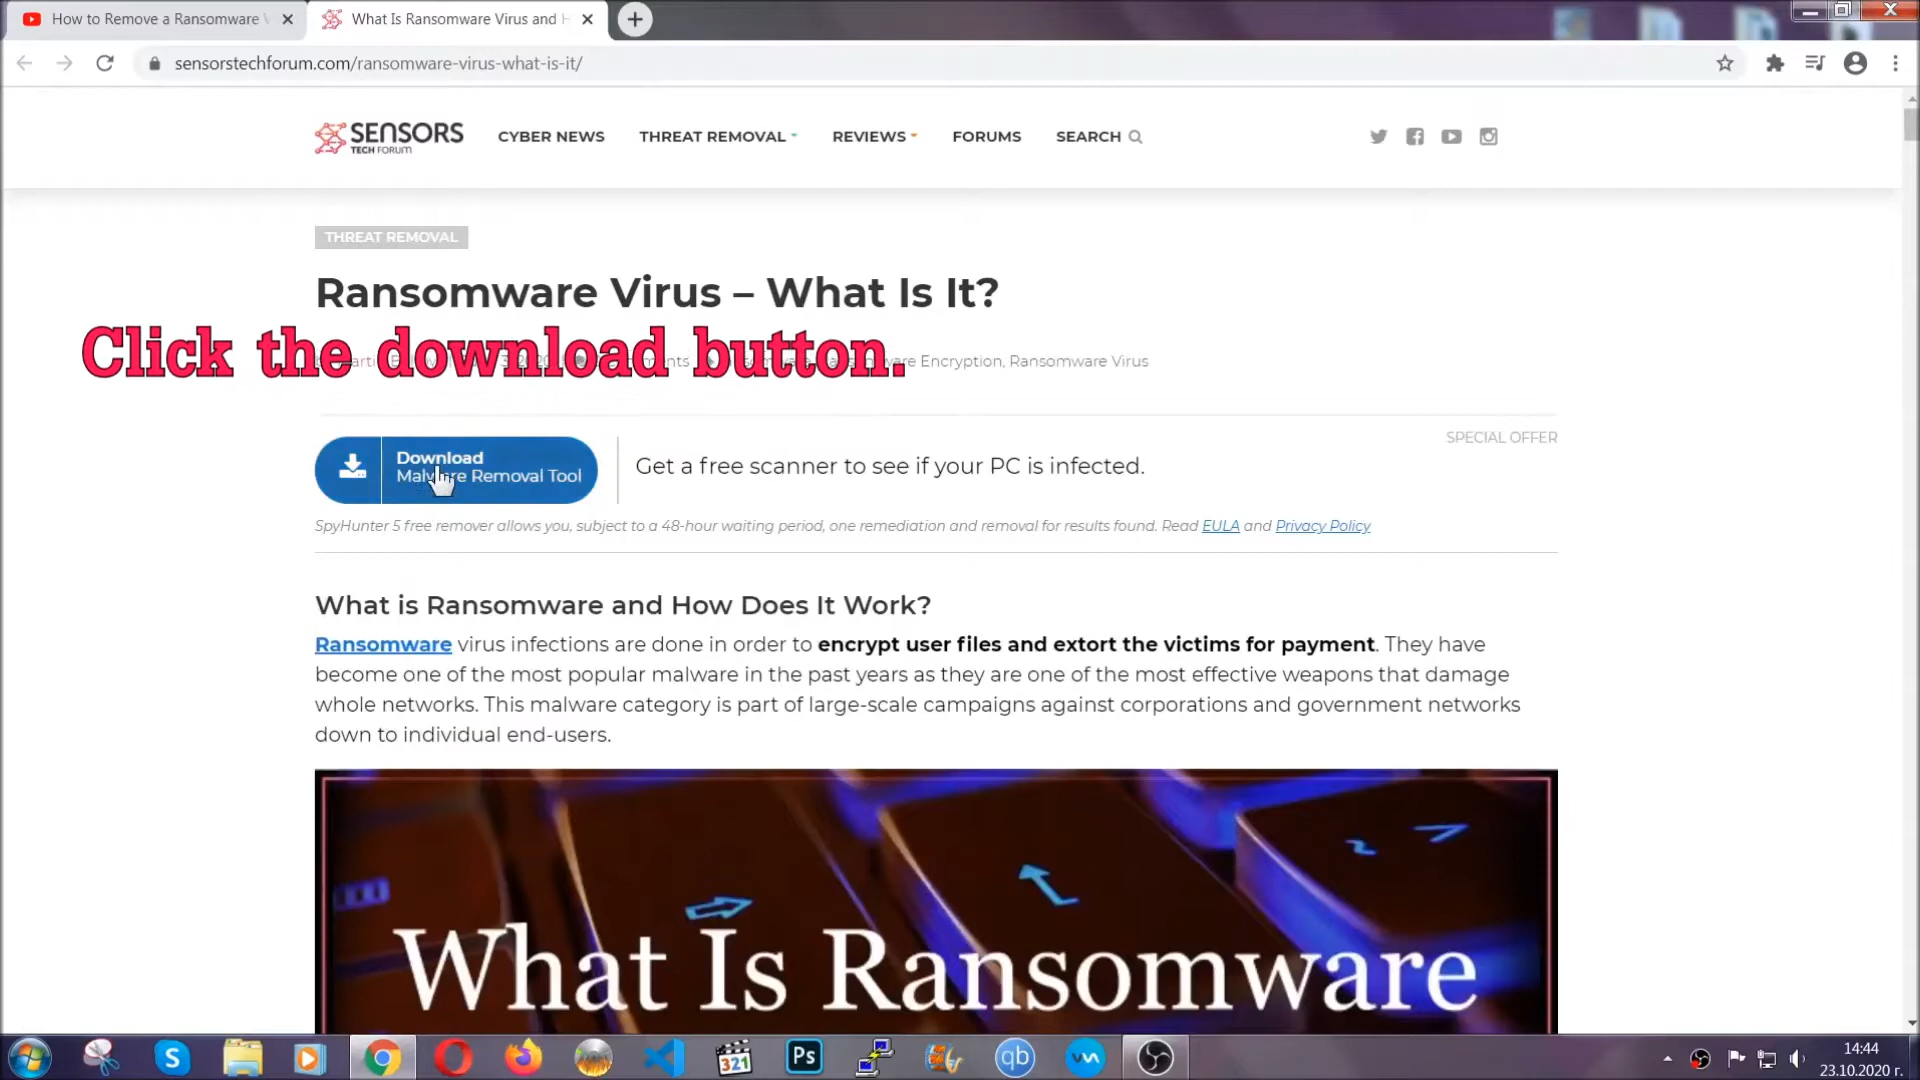 How to Remove a Ransomware
What Is Ransomware Virus and
sensorstechforum.com/ransomware-virus-what-is-it/
SENSORS
TECH FORUM
CYBER NEWS
THREAT REMOVAL
REVIEWS
FORUMS
SEARCH
THREAT REMOVAL
Ransomware Virus – What Is It?
Click the download button.
Encryption, Ransomware Virus
SPECIAL OFFER
Download
Malware Removal Tool
Get a free scanner to see if your PC is infected.
SpyHunter 5 free remover allows you, subject to a 48-hour waiting period, one remediation and removal for results found. Read EULA and Privacy Policy
What is Ransomware and How Does It Work?
Ransomware virus infections are done in order to encrypt user files and extort the victims for payment. They have
become one of the most popular malware in the past years as they are one of the most effective weapons that damage
whole networks. This malware category is part of large-scale campaigns against corporations and government networks
down to individual end-users.
What Is Ransomware
S
321
Ps
qb
14:44
23.10.2020 г.